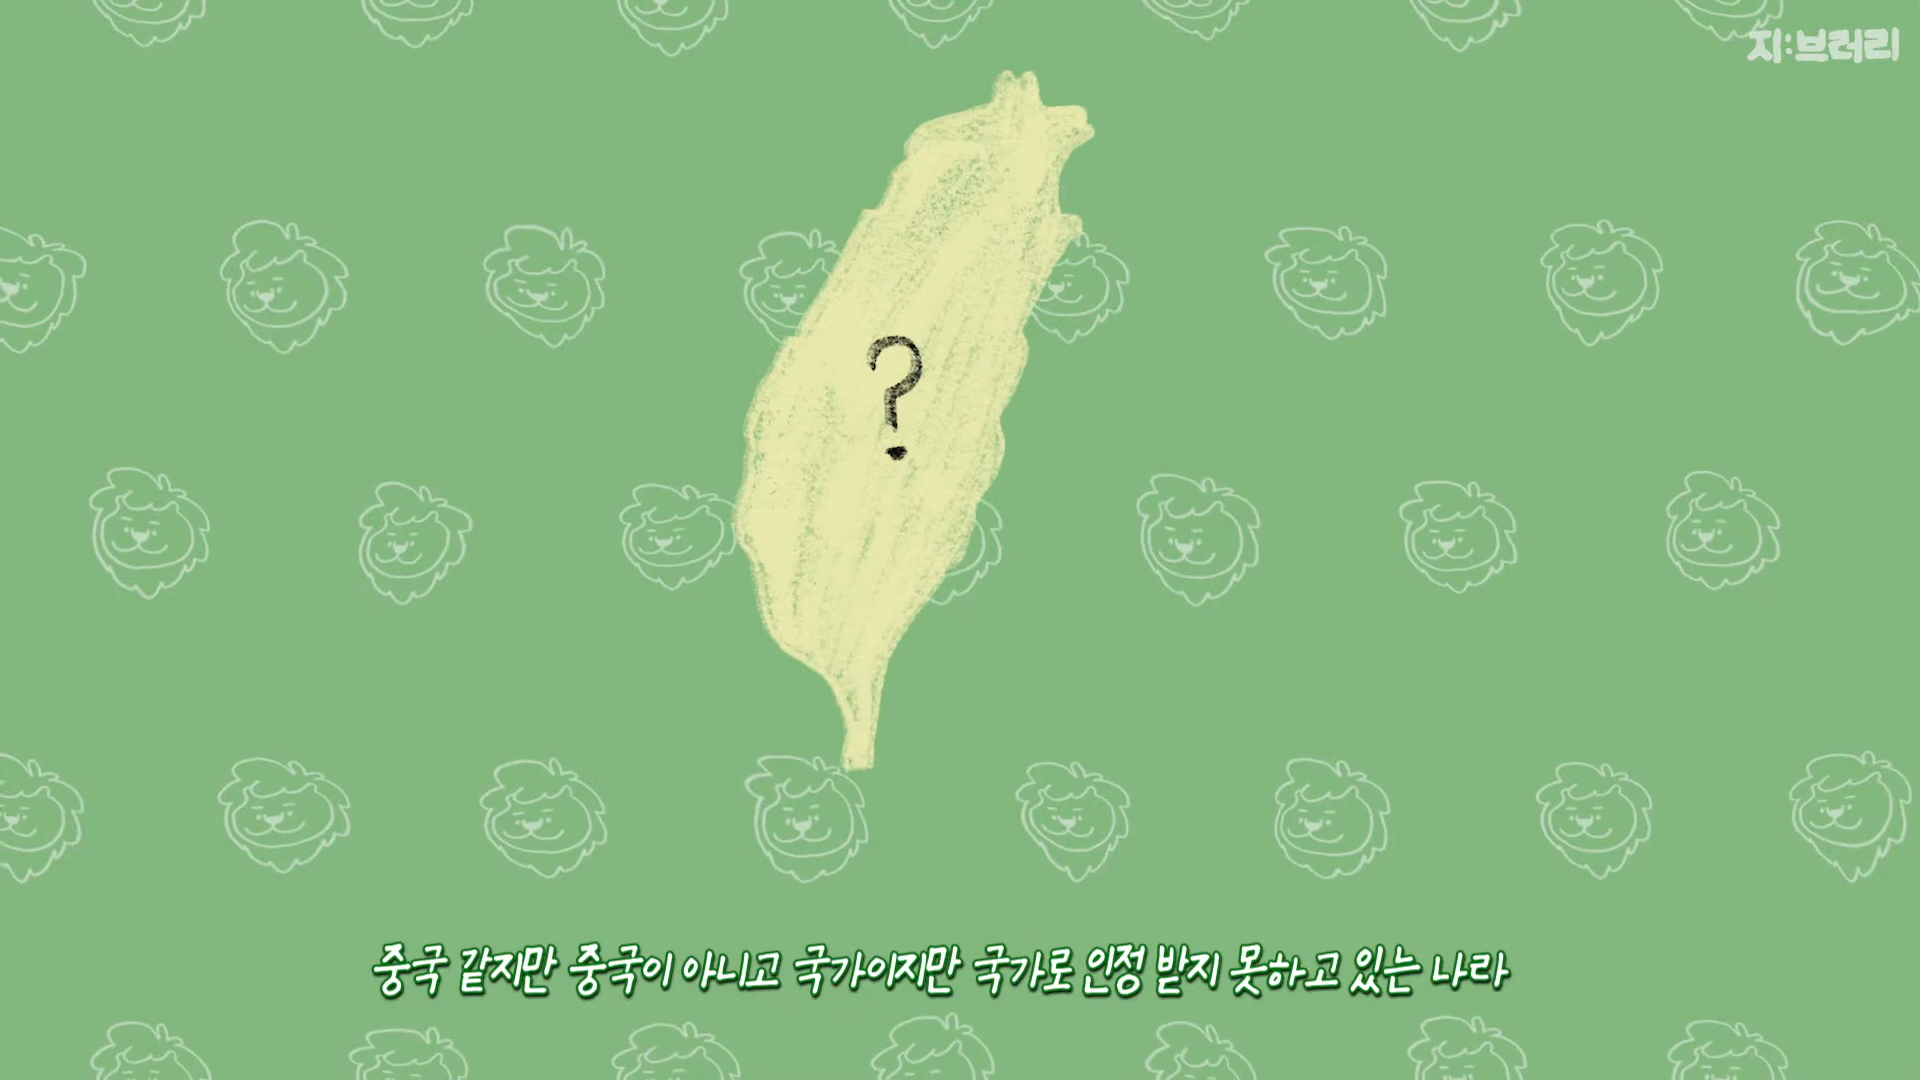 지:브러리
?
중국 같지만 중국이 아니고 국가이지만 국가로 인정 받지 못하고 있는 나라